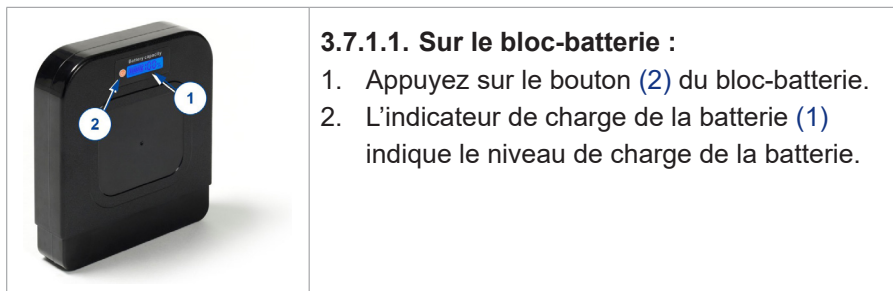 Battery capacity
1
2
3.7.1.1. Sur le bloc-batterie :
1. Appuyez sur le bouton (2) du bloc-batterie.
2. L'indicateur de charge de la batterie (1)
indique le niveau de charge de la batterie.